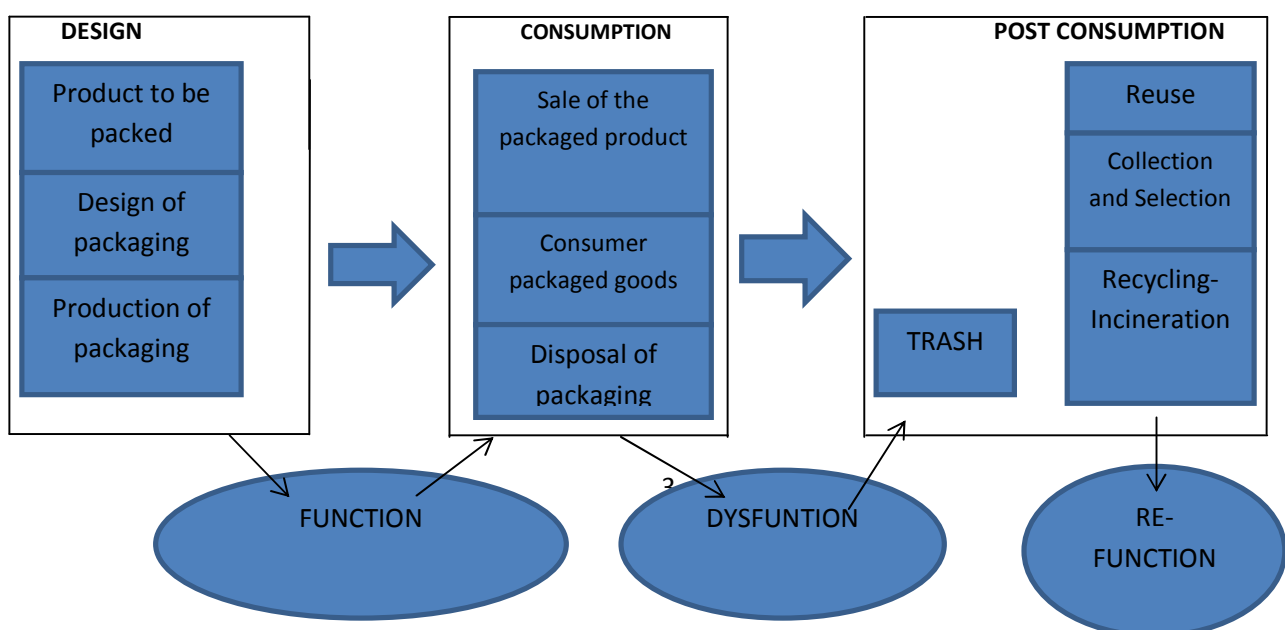 DESIGN
Product to be
packed
Design of
packaging
Production of
packaging
CONSUMPTION
Sale of the
packaged product
Consumer
packaged goods
Disposal of
packaging
POST CONSUMPTION
TRASH
Reuse
Collection
and Selection
Recycling-
Incineration
FUNCTION
3
DYSFUNTION
RE-
FUNCTION